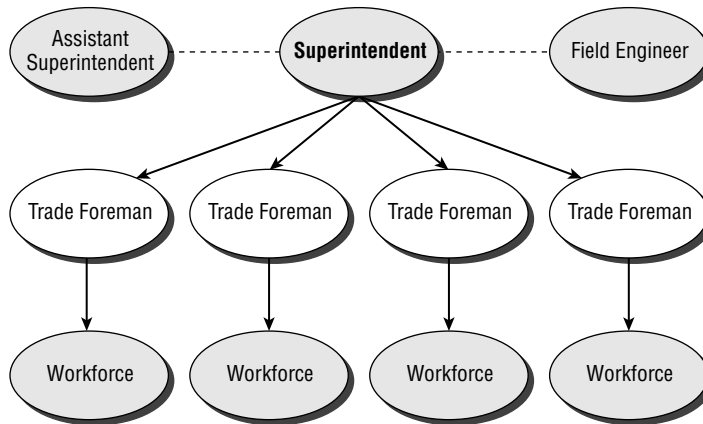 Assistant
Superintendent
Superintendent
Field Engineer
Trade Foreman
Trade Foreman
Trade Foreman
Trade Foreman
Workforce
Workforce
Workforce
Workforce